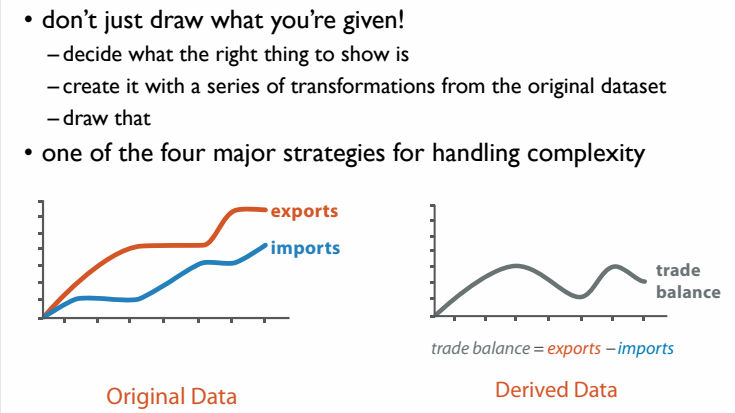 • don't just draw what you're given!
– decide what the right thing to show is
– create it with a series of transformations from the original dataset
– draw that
• one of the four major strategies for handling complexity
exports
imports
Original Data
trade
balance
trade balance = exports – imports
Derived Data